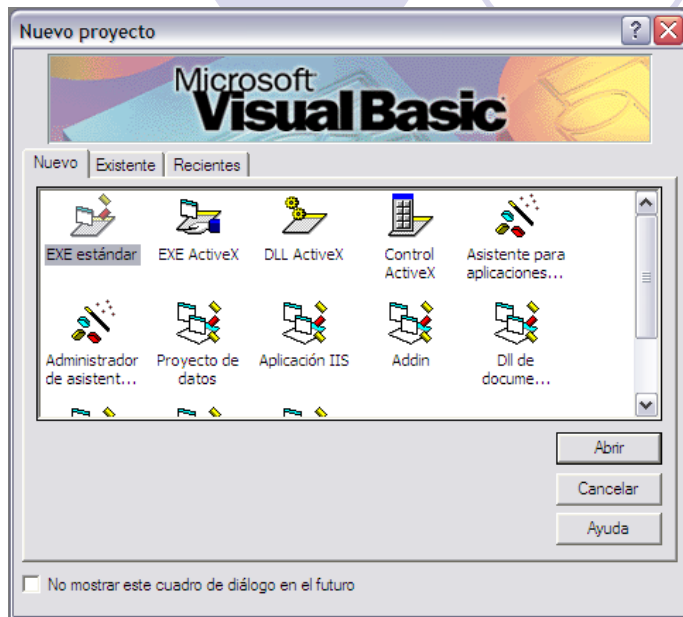 Nuevo proyecto
Microsoft
Visual Basic
Nuevo Existente Recientes
EXE estándar EXE ActiveX DLL ActiveX Control ActiveX Asistente para aplicaciones...
Administrador de asistent... Proyecto de datos Aplicación IIS Addin Dll de docume...
Abrir
Cancelar
Ayuda
No mostrar este cuadro de diálogo en el futuro